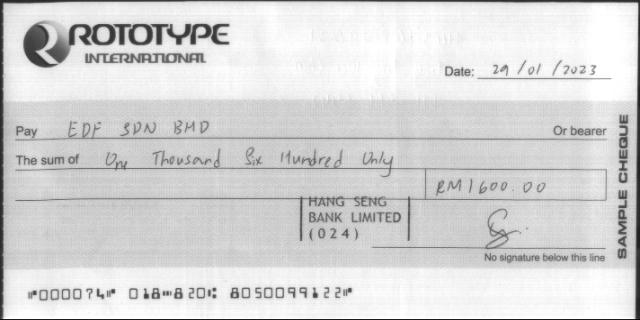 ROTOTYPE
INTERNATIONAL
Date: 29/01/2023
Pay EDF SDN BHD Or bearer
The sum of One Thousand Six Hundred Only
RM1600.00
HANG SENG
BANK LIMITED
(024)
No signature below this line
SAMPLE CHEQUE
⑈000074⑈ 018⑉820⑆ 8050099122⑈